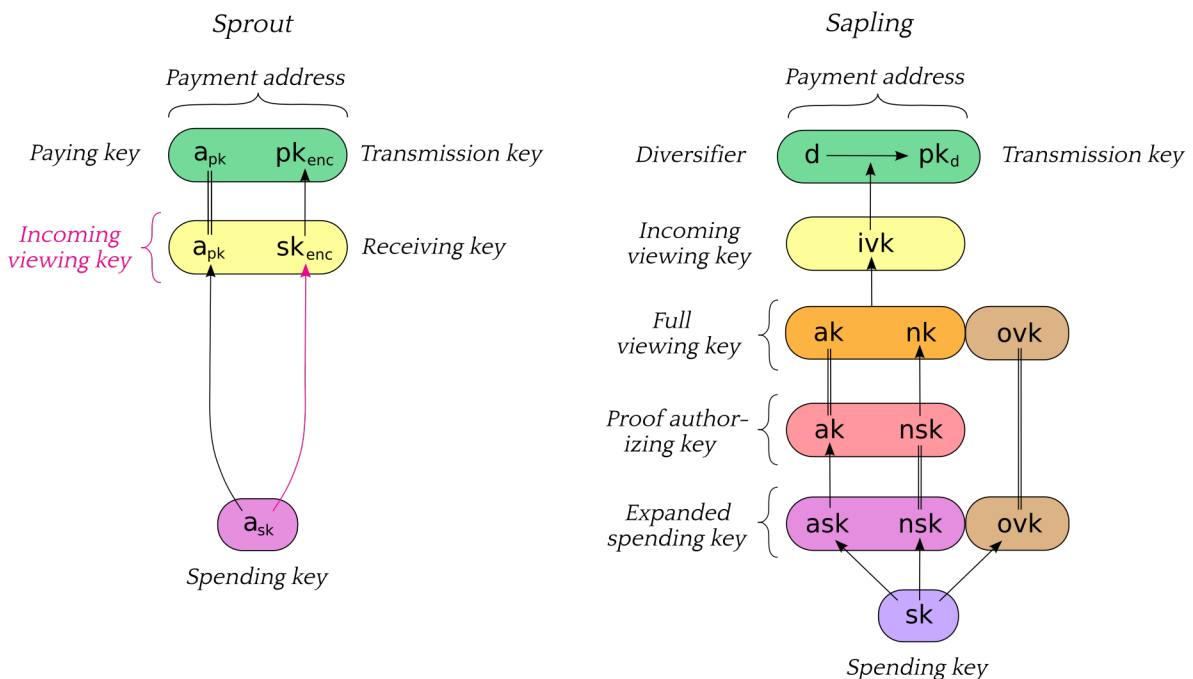 Sprout
Payment address
Paying key
a_pk
pk_enc
Transmission key
Incoming
viewing key
a_pk
sk_enc
Receiving key
a_sk
Spending key
Sapling
Payment address
Diversifier
d
pk_d
Transmission key
Incoming
viewing key
ivk
Full
viewing key
ak
nk
ovk
Proof author-
izing key
ak
nsk
Expanded
spending key
ask
nsk
ovk
sk
Spending key